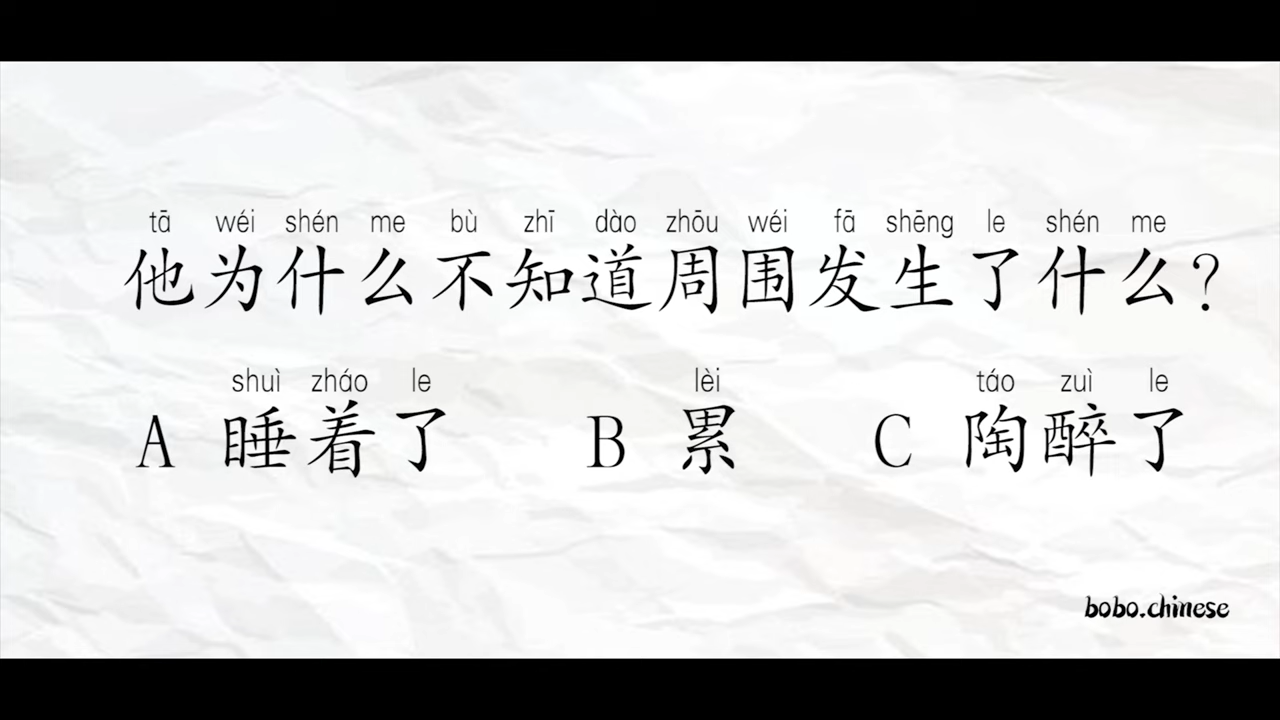 tā wéi shén me bù zhī dào zhōu wéi fā shēng le shén me
他为什么不知道周围发生了什么?
shuì zháo le lèi táo zuì le
A 睡着了 B 累 C 陶醉了
bobo.chinese